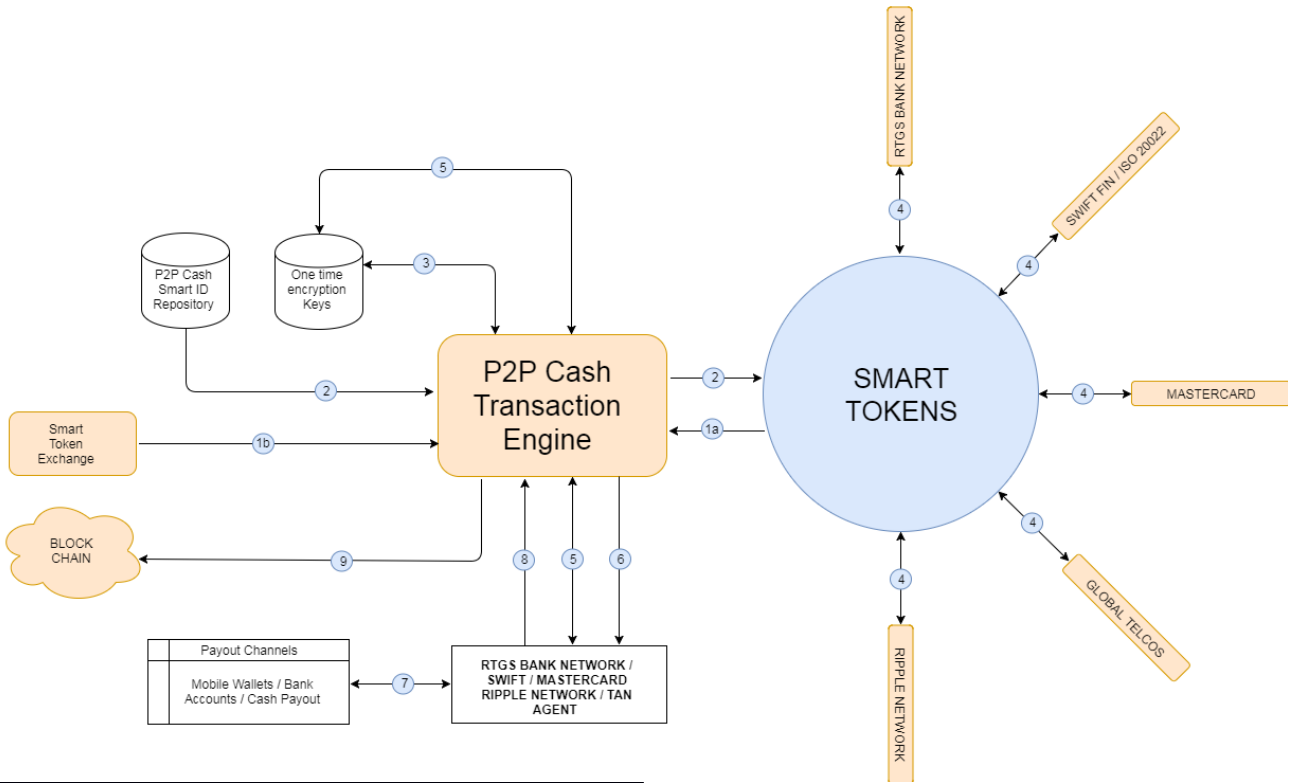 RTGS BANK NETWORK
SWIFT FIN / ISO 20022
5
4
P2P Cash
Smart ID
Repository
One time
encryption
Keys
3
4
P2P Cash
Transaction
Engine
2
2
SMART
TOKENS
4
MASTERCARD
Smart
Token
Exchange
1b
1a
BLOCK
CHAIN
9
8
5
6
4
4
GLOBAL TELCOS
RIPPLE NETWORK
Payout Channels
Mobile Wallets / Bank
Accounts / Cash Payout
7
RTGS BANK NETWORK /
SWIFT / MASTERCARD
RIPPLE NETWORK / TAN
AGENT